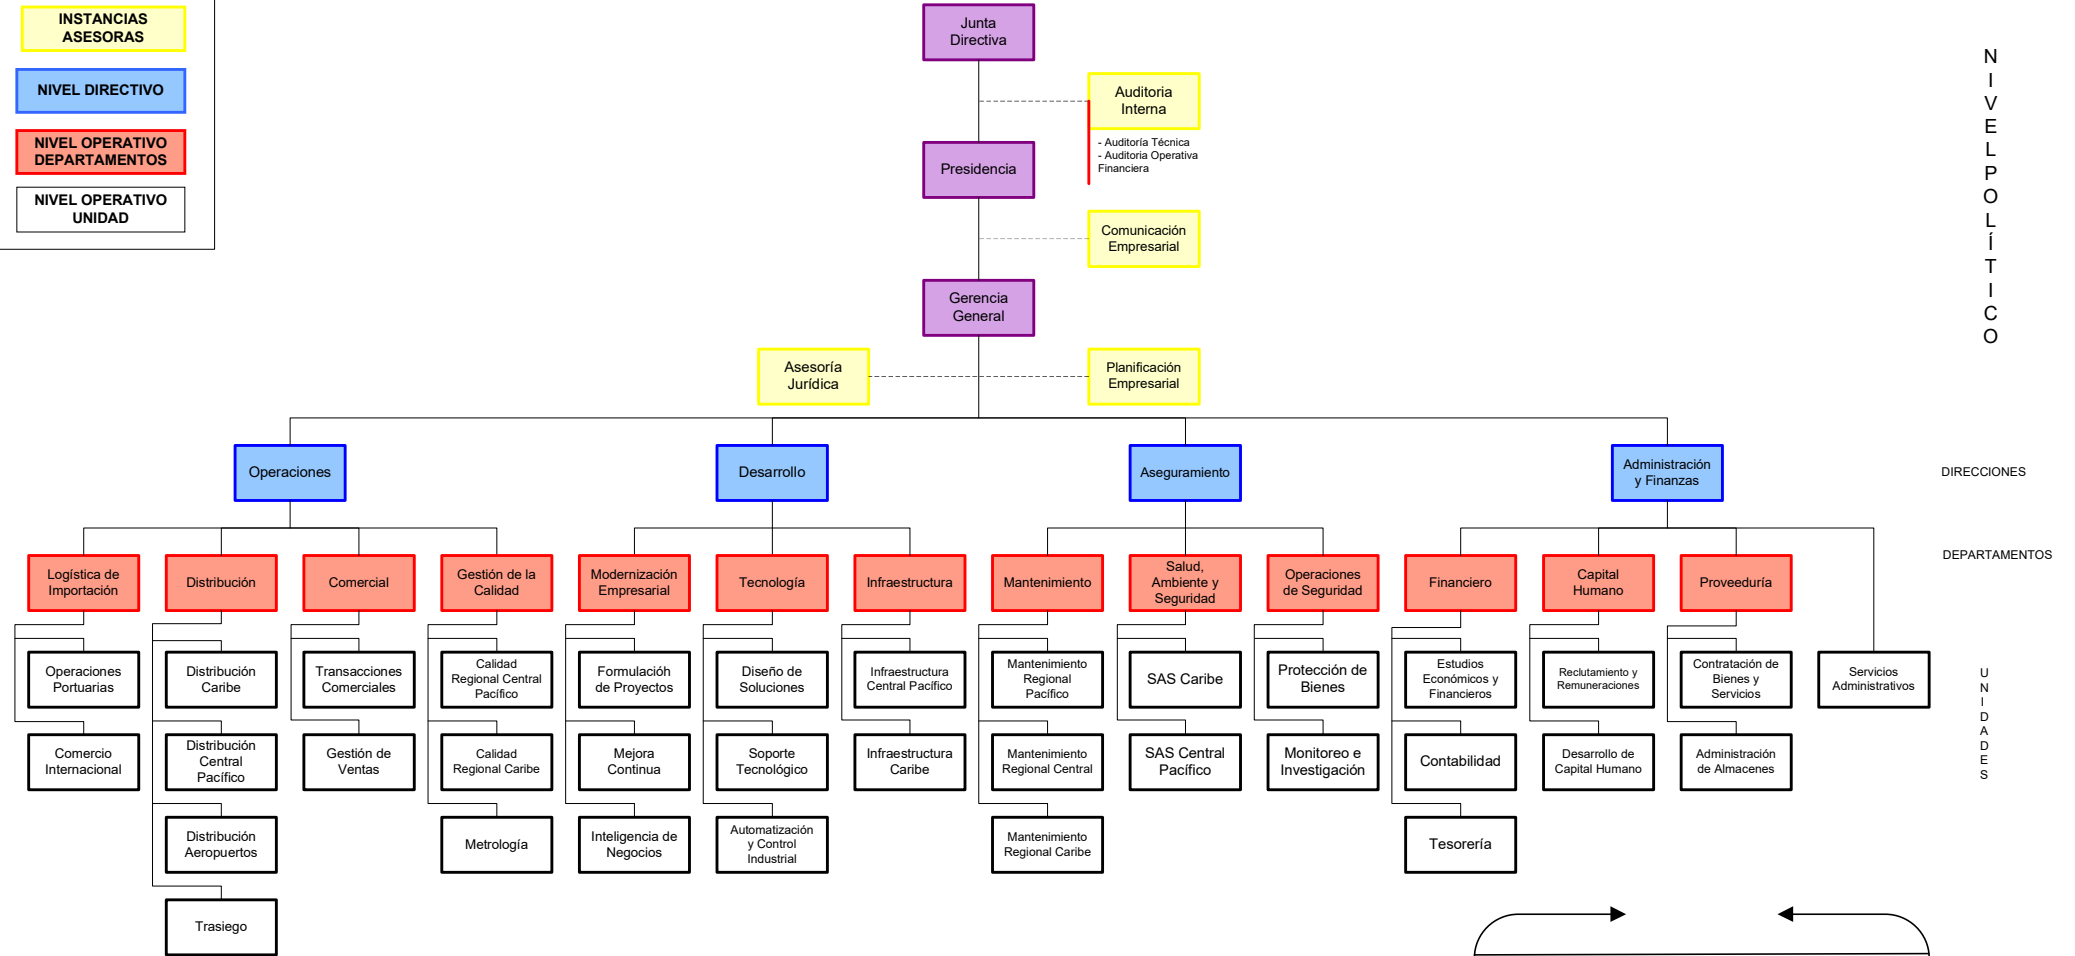 INSTANCIAS
ASESORAS
NIVEL DIRECTIVO
NIVEL OPERATIVO
DEPARTAMENTOS
NIVEL OPERATIVO
UNIDAD
Junta
Directiva
Auditoria
Interna
- Auditoría Técnica
- Auditoria Operativa
Financiera
Presidencia
Comunicación
Empresarial
Gerencia
General
Asesoría
Jurídica
Planificación
Empresarial
NIVELPOLÍTICO
Operaciones
Desarrollo
Aseguramiento
Administración
y Finanzas
DIRECCIONES
Logística de
Importación
Distribución
Comercial
Gestión de la
Calidad
Modernización
Empresarial
Tecnología
Infraestructura
Mantenimiento
Salud,
Ambiente y
Seguridad
Operaciones
de Seguridad
Financiero
Capital
Humano
Proveeduría
DEPARTAMENTOS
Operaciones
Portuarias
Distribución
Caribe
Transacciones
Comerciales
Calidad
Regional Central
Pacífico
Formulacióh
de Proyectos
Diseño de
Soluciones
Infraestructura
Central Pacífico
Mantenimiento
Regional
Pacífico
SAS Caribe
Protección de
Bienes
Estudios
Económicos y
Financieros
Reclutamiento y
Remuneraciones
Contratación de
Bienes y
Servicios
Servicios
Administrativos
UNIDADES
Comercio
Internacional
Distribución
Central
Pacífico
Gestión de
Ventas
Calidad
Regional Caribe
Mejora
Continua
Soporte
Tecnológico
Infraestructura
Caribe
Mantenimiento
Regional Central
SAS Central
Pacífico
Monitoreo e
Investigación
Contabilidad
Desarrollo de
Capital Humano
Administración
de Almacenes
Distribución
Aeropuertos
Metrología
Inteligencia de
Negocios
Automatización
y Control
Industrial
Mantenimiento
Regional Caribe
Tesorería
Trasiego